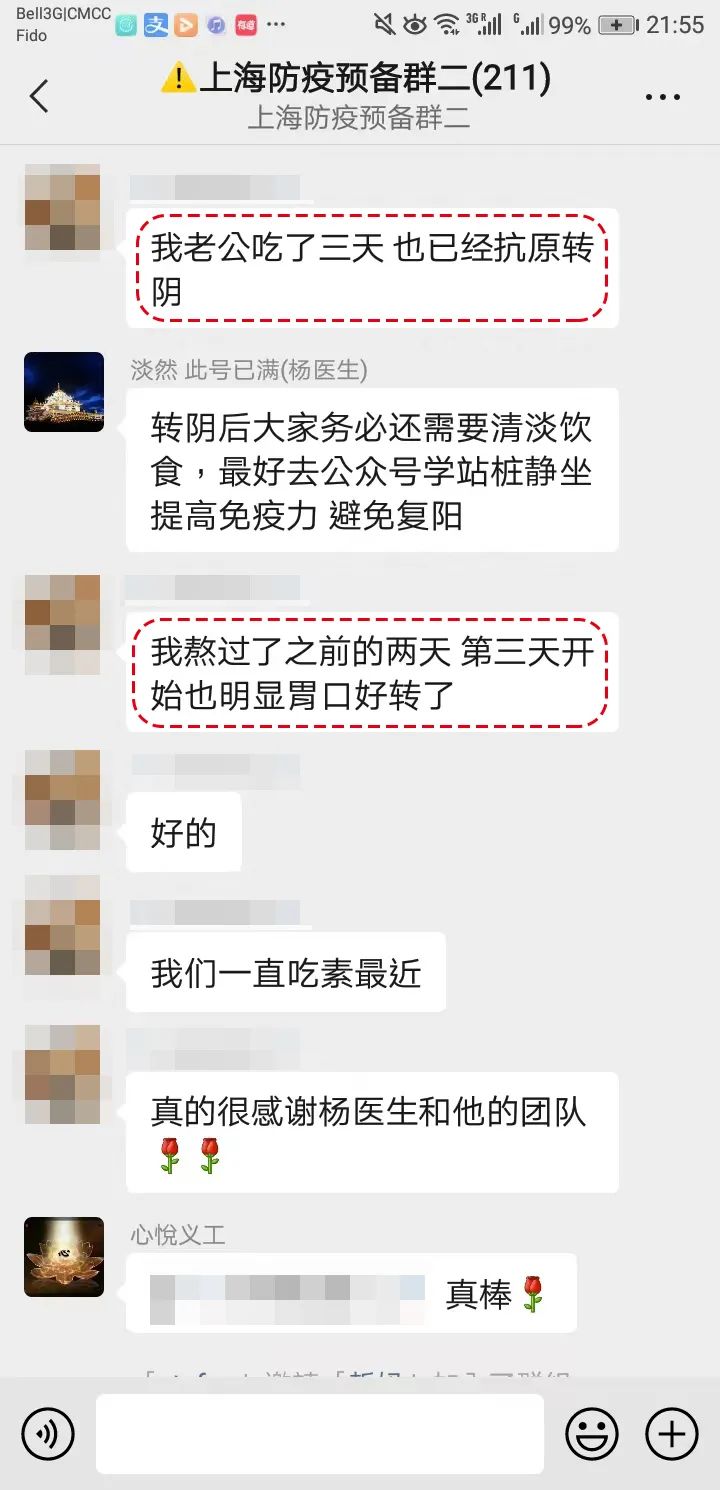 Bell3G|CMCC
Fido
有道
3G R
G
99%
21:55
⚠️上海防疫预备群二(211)
上海防疫预备群二
我老公吃了三天 也已经抗原转
阴
淡然 此号已满(杨医生)
转阴后大家务必还需要清淡饮
食，最好去公众号学站桩静坐
提高免疫力 避免复阳
我熬过了之前的两天 第三天开
始也明显胃口好转了
好的
我们一直吃素最近
真的很感谢杨医生和他的团队
🌹🌹
心悅义工
真棒🌹